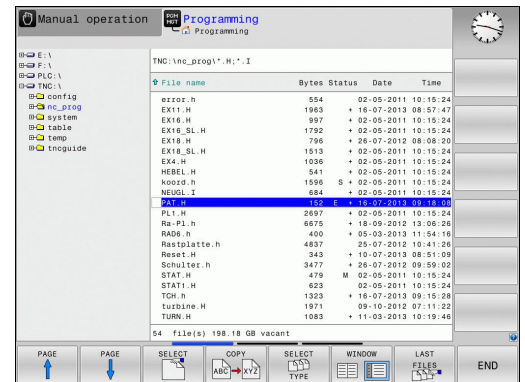 Manual operation
PGM MGT Programming
Programming
E:\
F:\
PLC:\
TNC:\
config
nc_prog
system
table
temp
tncguide
TNC:\nc_prog\*.H;*.I
File name Bytes Status Date Time
error.h 554 02-05-2011 10:15:24
EX11.H 1963 + 16-07-2013 08:57:47
EX16.H 997 + 02-05-2011 10:15:24
EX16_SL.H 1792 + 02-05-2011 10:15:24
EX18.H 796 + 26-07-2012 08:08:20
EX18_SL.H 1513 + 02-05-2011 10:15:24
EX4.H 1036 + 02-05-2011 10:15:24
HEBEL.H 541 + 02-05-2011 10:15:24
koord.h 1596 S + 02-05-2011 10:15:24
NEUGL.I 684 + 02-05-2011 10:15:24
PAT.H 152 E + 16-07-2013 09:18:08
PL1.H 2697 + 02-05-2011 10:15:24
Ra-Pl.h 6675 + 18-09-2012 13:06:26
RAD6.h 400 + 05-03-2013 11:54:16
Rastplatte.h 4837 25-07-2012 10:41:26
Reset.H 343 + 10-07-2013 08:51:09
Schulter.h 3477 + 26-07-2012 09:59:02
STAT.H 479 M 02-05-2011 10:15:24
STAT1.H 623 02-05-2011 10:15:24
TCH.h 1323 + 16-07-2013 09:15:28
turbine.H 1971 09-10-2012 07:11:22
TURN.H 1083 + 11-03-2013 10:19:46
54 file(s) 198.18 GB vacant
PAGE
PAGE
SELECT
COPY
ABC XYZ
SELECT
TYPE
WINDOW
LAST
FILES
END